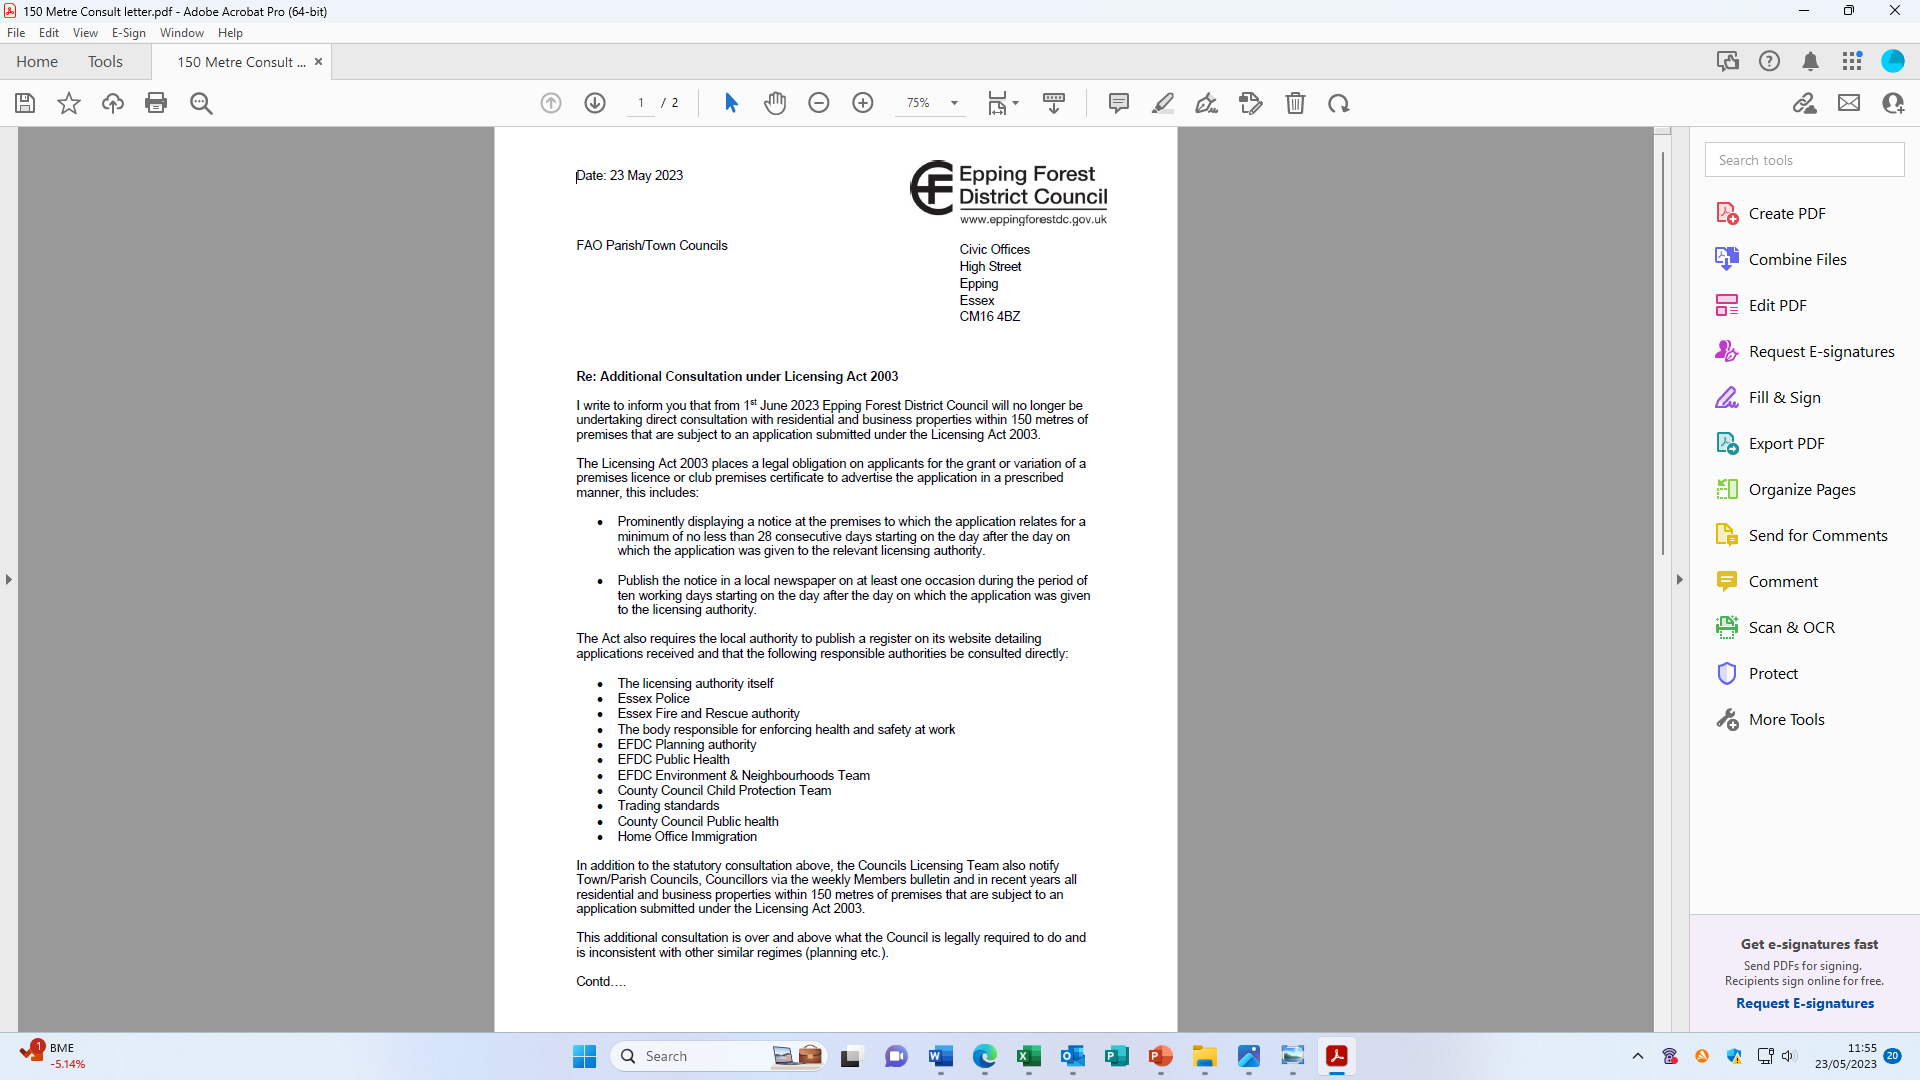 150 Metre Consult letter.pdf - Adobe Acrobat Pro (64-bit)
File Edit View E-Sign Window Help
Home Tools 150 Metre Consult ...
1 / 2 75%
Date: 23 May 2023
Epping Forest
District Council
www.eppingforestdc.gov.uk
FAO Parish/Town Councils
Civic Offices
High Street
Epping
Essex
CM16 4BZ
Re: Additional Consultation under Licensing Act 2003
I write to inform you that from 1st June 2023 Epping Forest District Council will no longer be
undertaking direct consultation with residential and business properties within 150 metres of
premises that are subject to an application submitted under the Licensing Act 2003.
The Licensing Act 2003 places a legal obligation on applicants for the grant or variation of a
premises licence or club premises certificate to advertise the application in a prescribed
manner, this includes:
• Prominently displaying a notice at the premises to which the application relates for a
minimum of no less than 28 consecutive days starting on the day after the day on
which the application was given to the relevant licensing authority.
• Publish the notice in a local newspaper on at least one occasion during the period of
ten working days starting on the day after the day on which the application was given
to the licensing authority.
The Act also requires the local authority to publish a register on its website detailing
applications received and that the following responsible authorities be consulted directly:
• The licensing authority itself
• Essex Police
• Essex Fire and Rescue authority
• The body responsible for enforcing health and safety at work
• EFDC Planning authority
• EFDC Public Health
• EFDC Environment & Neighbourhoods Team
• County Council Child Protection Team
• Trading standards
• County Council Public health
• Home Office Immigration
In addition to the statutory consultation above, the Councils Licensing Team also notify
Town/Parish Councils, Councillors via the weekly Members bulletin and in recent years all
residential and business properties within 150 metres of premises that are subject to an
application submitted under the Licensing Act 2003.
This additional consultation is over and above what the Council is legally required to do and
is inconsistent with other similar regimes (planning etc.).
Contd....
Search tools
Create PDF
Combine Files
Edit PDF
Request E-signatures
Fill & Sign
Export PDF
Organize Pages
Send for Comments
Comment
Scan & OCR
Protect
More Tools
Get e-signatures fast
Send PDFs for signing.
Recipients sign online for free.
Request E-signatures
1 BME
-5.14%
Search
11:55
23/05/2023
20